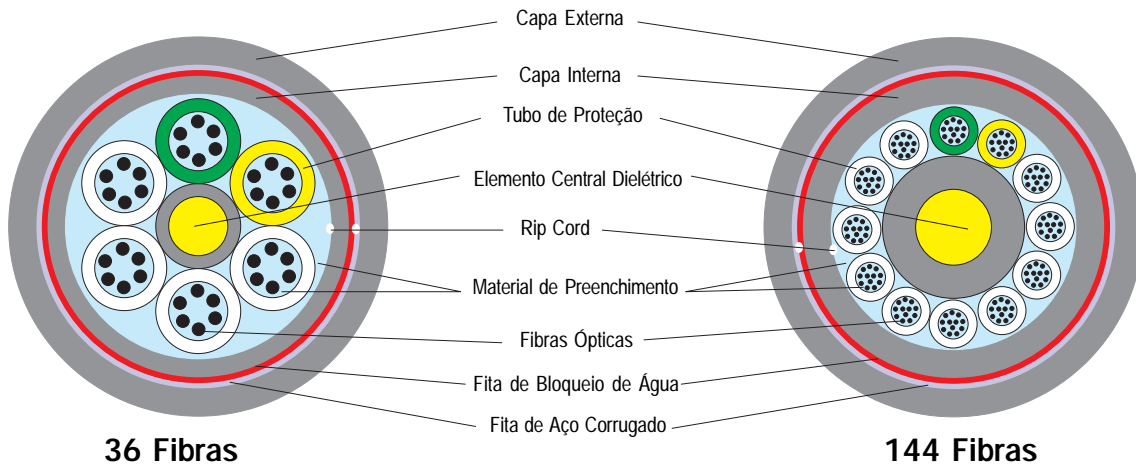 Capa Externa
Capa Interna
Tubo de Proteção
Elemento Central Dielétrico
Rip Cord
Material de Preenchimento
Fibras Ópticas
Fita de Bloqueio de Água
Fita de Aço Corrugado
36 Fibras
144 Fibras